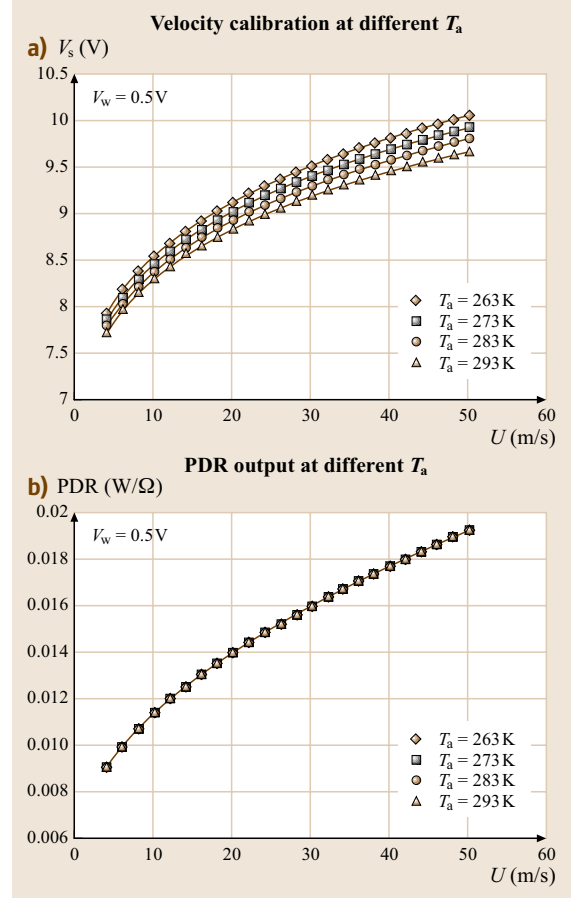 Velocity calibration at different Tₐ
a) Vₛ (V)
10.5
V_w = 0.5V
10
9.5
9
8.5
8
7.5
7
Tₐ = 263 K
Tₐ = 273 K
Tₐ = 283 K
Tₐ = 293 K
0 10 20 30 40 50 60
U (m/s)
PDR output at different Tₐ
b) PDR (W/Ω)
0.02
V_w = 0.5V
0.018
0.016
0.014
0.012
0.010
0.008
0.006
Tₐ = 263 K
Tₐ = 273 K
Tₐ = 283 K
Tₐ = 293 K
0 10 20 30 40 50 60
U (m/s)